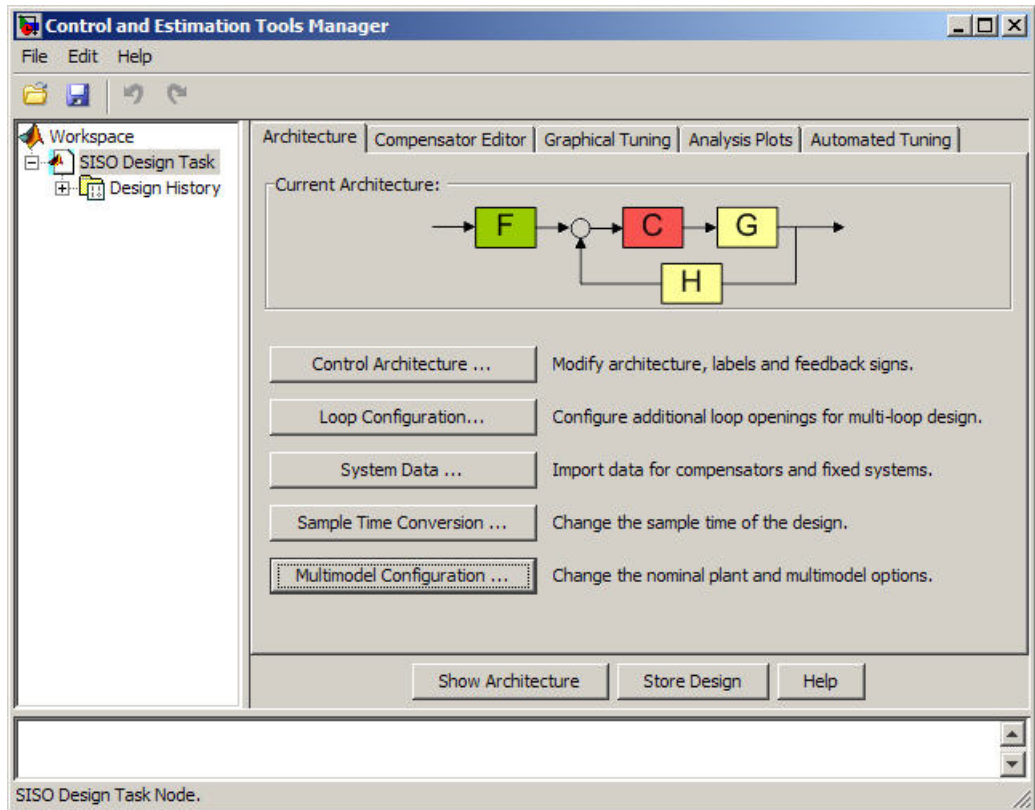 Control and Estimation Tools Manager
File Edit Help
Workspace
SISO Design Task
Design History
Architecture Compensator Editor Graphical Tuning Analysis Plots Automated Tuning
Current Architecture:
F C G
H
Control Architecture ... Modify architecture, labels and feedback signs.
Loop Configuration... Configure additional loop openings for multi-loop design.
System Data ... Import data for compensators and fixed systems.
Sample Time Conversion ... Change the sample time of the design.
Multimodel Configuration ... Change the nominal plant and multimodel options.
Show Architecture Store Design Help
SISO Design Task Node.